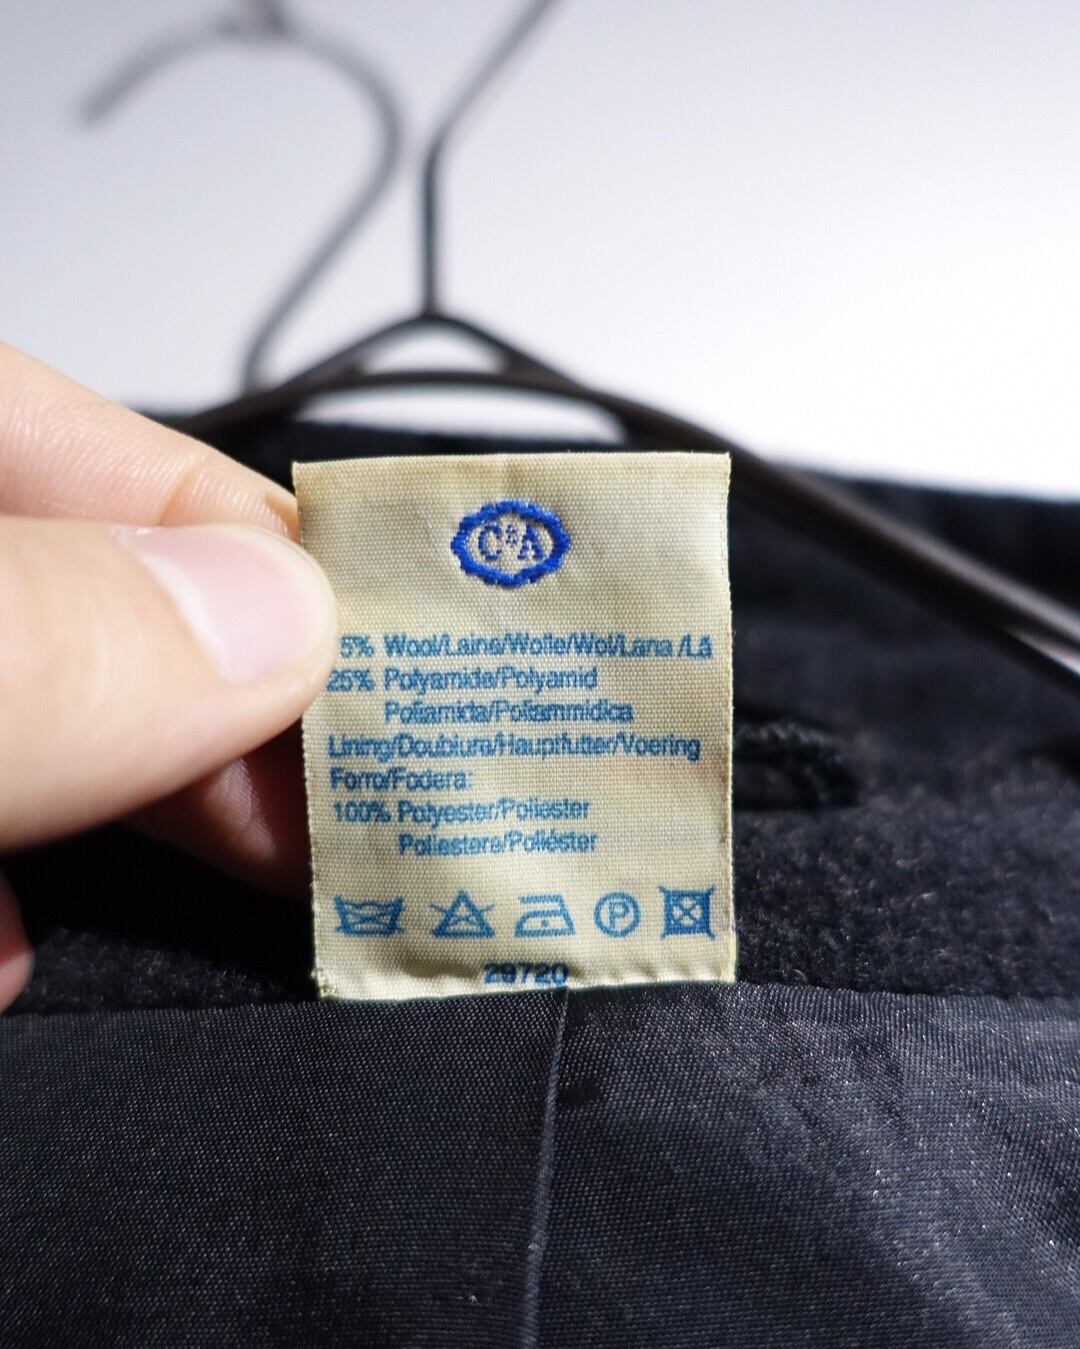 C&A
5% Wool/Laine/Wolle/Wol/Lana /Lã
25% Polyamide/Polyamid
Poliamida/Poliammidica
Lining/Doublure/Hauptfutter/Voering
Forro/Fodera:
100% Polyester/Poliester
Poliestere/Poliéster
P
29720